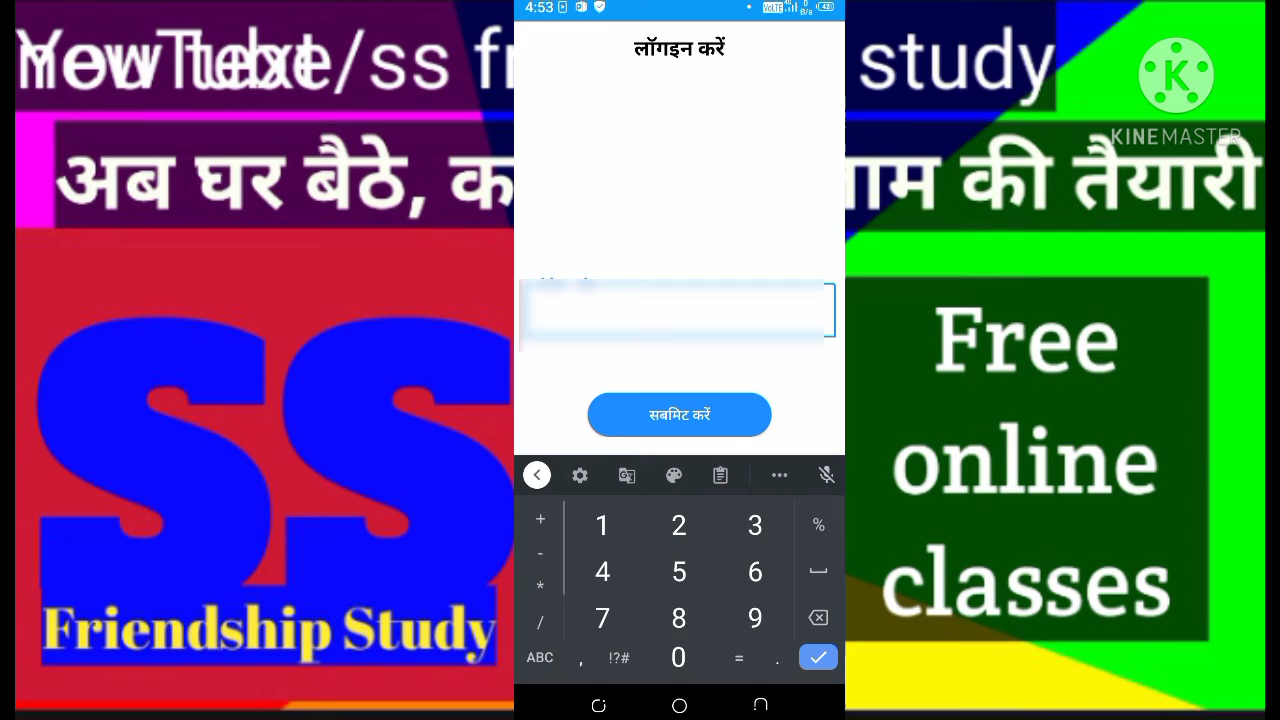 4:53
लॉगइन करें
/ss
study
अब घर बैठे,
की तैयारी
KINEMASTER
K
SS
Friendship Study
Free
online
classes
सबमिट करें
+ 1 2 3 %
- 4 5 6
* 7 8 9
/
ABC , !?# 0 = .